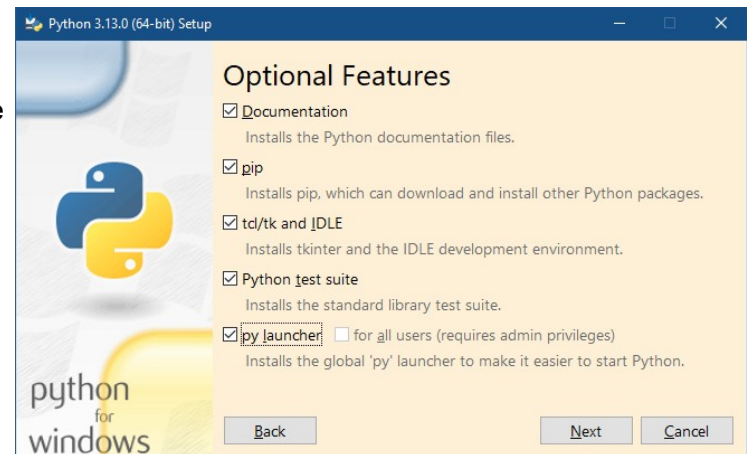 Python 3.13.0 (64-bit) Setup
Optional Features
Documentation
Installs the Python documentation files.
pip
Installs pip, which can download and install other Python packages.
tcl/tk and IDLE
Installs tkinter and the IDLE development environment.
Python test suite
Installs the standard library test suite.
py launcher for all users (requires admin privileges)
Installs the global 'py' launcher to make it easier to start Python.
python
for
windows
Back Next Cancel
e